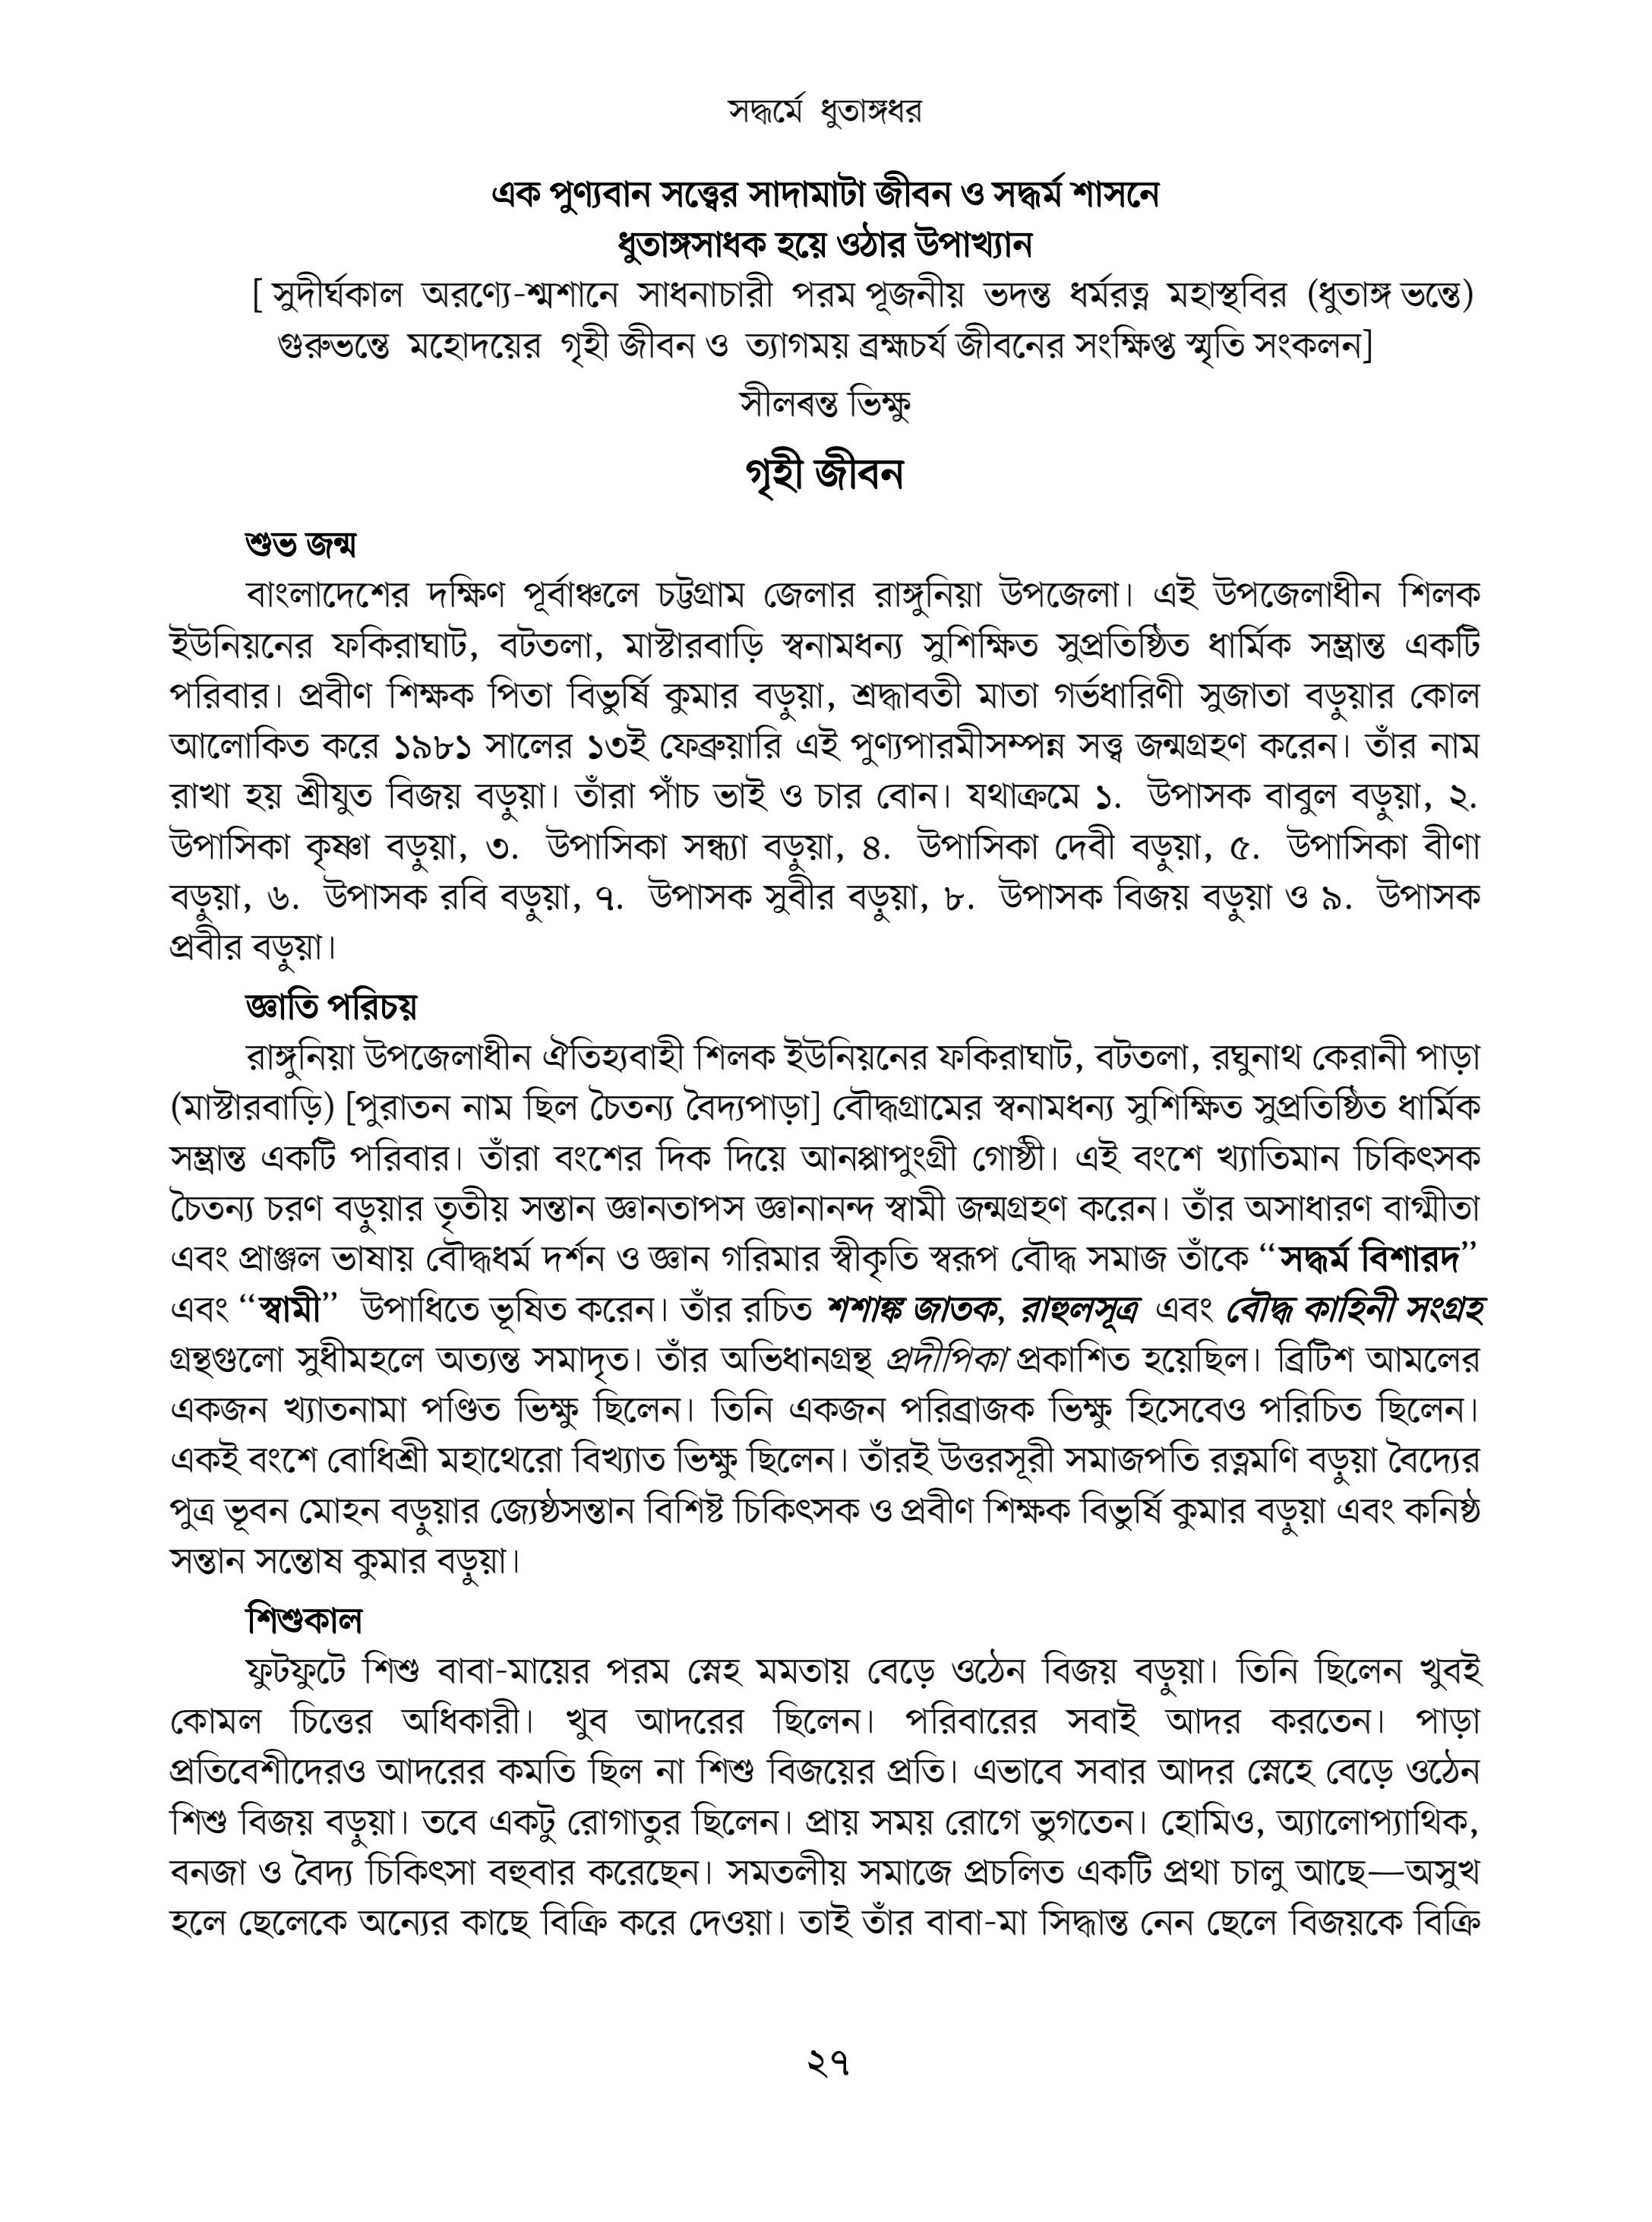 সদ্ধর্মে ধুতাঙ্গধর
এক পুণ্যবান সত্ত্বের সাদামাটা জীবন ও সদ্ধর্ম শাসনে
ধুতাঙ্গসাধক হয়ে ওঠার উপাখ্যান
[ সুদীর্ঘকাল অরণ্যে-শ্মশানে সাধনাচারী পরম পূজনীয় ভদন্ত ধর্মরত্ন মহাস্থবির (ধুতাঙ্গ ভন্তে)
গুরুভন্তে মহোদয়ের গৃহী জীবন ও ত্যাগময় ব্রহ্মচর্য জীবনের সংক্ষিপ্ত স্মৃতি সংকলন]
সীলৰন্ত ভিক্ষু
গৃহী জীবন
শুভ জন্ম
বাংলাদেশের দক্ষিণ পূর্বাঞ্চলে চট্টগ্রাম জেলার রাঙ্গুনিয়া উপজেলা। এই উপজেলাধীন শিলক
ইউনিয়নের ফকিরাঘাট, বটতলা, মাস্টারবাড়ি স্বনামধন্য সুশিক্ষিত সুপ্রতিষ্ঠিত ধার্মিক সম্ভ্রান্ত একটি
পরিবার। প্রবীণ শিক্ষক পিতা বিভুর্ষি কুমার বড়ুয়া, শ্রদ্ধাবতী মাতা গর্ভধারিণী সুজাতা বড়ুয়ার কোল
আলোকিত করে ১৯৮১ সালের ১৩ই ফেব্রুয়ারি এই পুণ্যপারমীসম্পন্ন সত্ত্ব জন্মগ্রহণ করেন। তাঁর নাম
রাখা হয় শ্রীযুত বিজয় বড়ুয়া। তাঁরা পাঁচ ভাই ও চার বোন। যথাক্রমে ১. উপাসক বাবুল বড়ুয়া, ২.
উপাসিকা কৃষ্ণা বড়ুয়া, ৩. উপাসিকা সন্ধ্যা বড়ুয়া, ৪. উপাসিকা দেবী বড়ুয়া, ৫. উপাসিকা বীণা
বড়ুয়া, ৬. উপাসক রবি বড়ুয়া, ৭. উপাসক সুবীর বড়ুয়া, ৮. উপাসক বিজয় বড়ুয়া ও ৯. উপাসক
প্রবীর বড়ুয়া।
জ্ঞাতি পরিচয়
রাঙ্গুনিয়া উপজেলাধীন ঐতিহ্যবাহী শিলক ইউনিয়নের ফকিরাঘাট, বটতলা, রঘুনাথ কেরানী পাড়া
(মাস্টারবাড়ি) [পুরাতন নাম ছিল চৈতন্য বৈদ্যপাড়া] বৌদ্ধগ্রামের স্বনামধন্য সুশিক্ষিত সুপ্রতিষ্ঠিত ধার্মিক
সম্ভ্রান্ত একটি পরিবার। তাঁরা বংশের দিক দিয়ে আনপ্পাপুংগ্রী গোষ্ঠী। এই বংশে খ্যাতিমান চিকিৎসক
চৈতন্য চরণ বড়ুয়ার তৃতীয় সন্তান জ্ঞানতাপস জ্ঞানানন্দ স্বামী জন্মগ্রহণ করেন। তাঁর অসাধারণ বাগ্মীতা
এবং প্রাঞ্জল ভাষায় বৌদ্ধধর্ম দর্শন ও জ্ঞান গরিমার স্বীকৃতি স্বরূপ বৌদ্ধ সমাজ তাঁকে “সদ্ধর্ম বিশারদ”
এবং “স্বামী” উপাধিতে ভূষিত করেন। তাঁর রচিত শশাঙ্ক জাতক, রাহুলসূত্র এবং বৌদ্ধ কাহিনী সংগ্রহ
গ্রন্থগুলো সুধীমহলে অত্যন্ত সমাদৃত। তাঁর অভিধানগ্রন্থ প্রদীপিকা প্রকাশিত হয়েছিল। ব্রিটিশ আমলের
একজন খ্যাতনামা পণ্ডিত ভিক্ষু ছিলেন। তিনি একজন পরিব্রাজক ভিক্ষু হিসেবেও পরিচিত ছিলেন।
একই বংশে বোধিশ্রী মহাথেরো বিখ্যাত ভিক্ষু ছিলেন। তাঁরই উত্তরসূরী সমাজপতি রত্নমণি বড়ুয়া বৈদ্যের
পুত্র ভূবন মোহন বড়ুয়ার জ্যেষ্ঠসন্তান বিশিষ্ট চিকিৎসক ও প্রবীণ শিক্ষক বিভুর্ষি কুমার বড়ুয়া এবং কনিষ্ঠ
সন্তান সন্তোষ কুমার বড়ুয়া।
শিশুকাল
ফুটফুটে শিশু বাবা-মায়ের পরম স্নেহ মমতায় বেড়ে ওঠেন বিজয় বড়ুয়া। তিনি ছিলেন খুবই
কোমল চিত্তের অধিকারী। খুব আদরের ছিলেন। পরিবারের সবাই আদর করতেন। পাড়া
প্রতিবেশীদেরও আদরের কমতি ছিল না শিশু বিজয়ের প্রতি। এভাবে সবার আদর স্নেহে বেড়ে ওঠেন
শিশু বিজয় বড়ুয়া। তবে একটু রোগাতুর ছিলেন। প্রায় সময় রোগে ভুগতেন। হোমিও, অ্যালোপ্যাথিক,
বনজা ও বৈদ্য চিকিৎসা বহুবার করেছেন। সমতলীয় সমাজে প্রচলিত একটি প্রথা চালু আছে—অসুখ
হলে ছেলেকে অন্যের কাছে বিক্রি করে দেওয়া। তাই তাঁর বাবা-মা সিদ্ধান্ত নেন ছেলে বিজয়কে বিক্রি
২৭